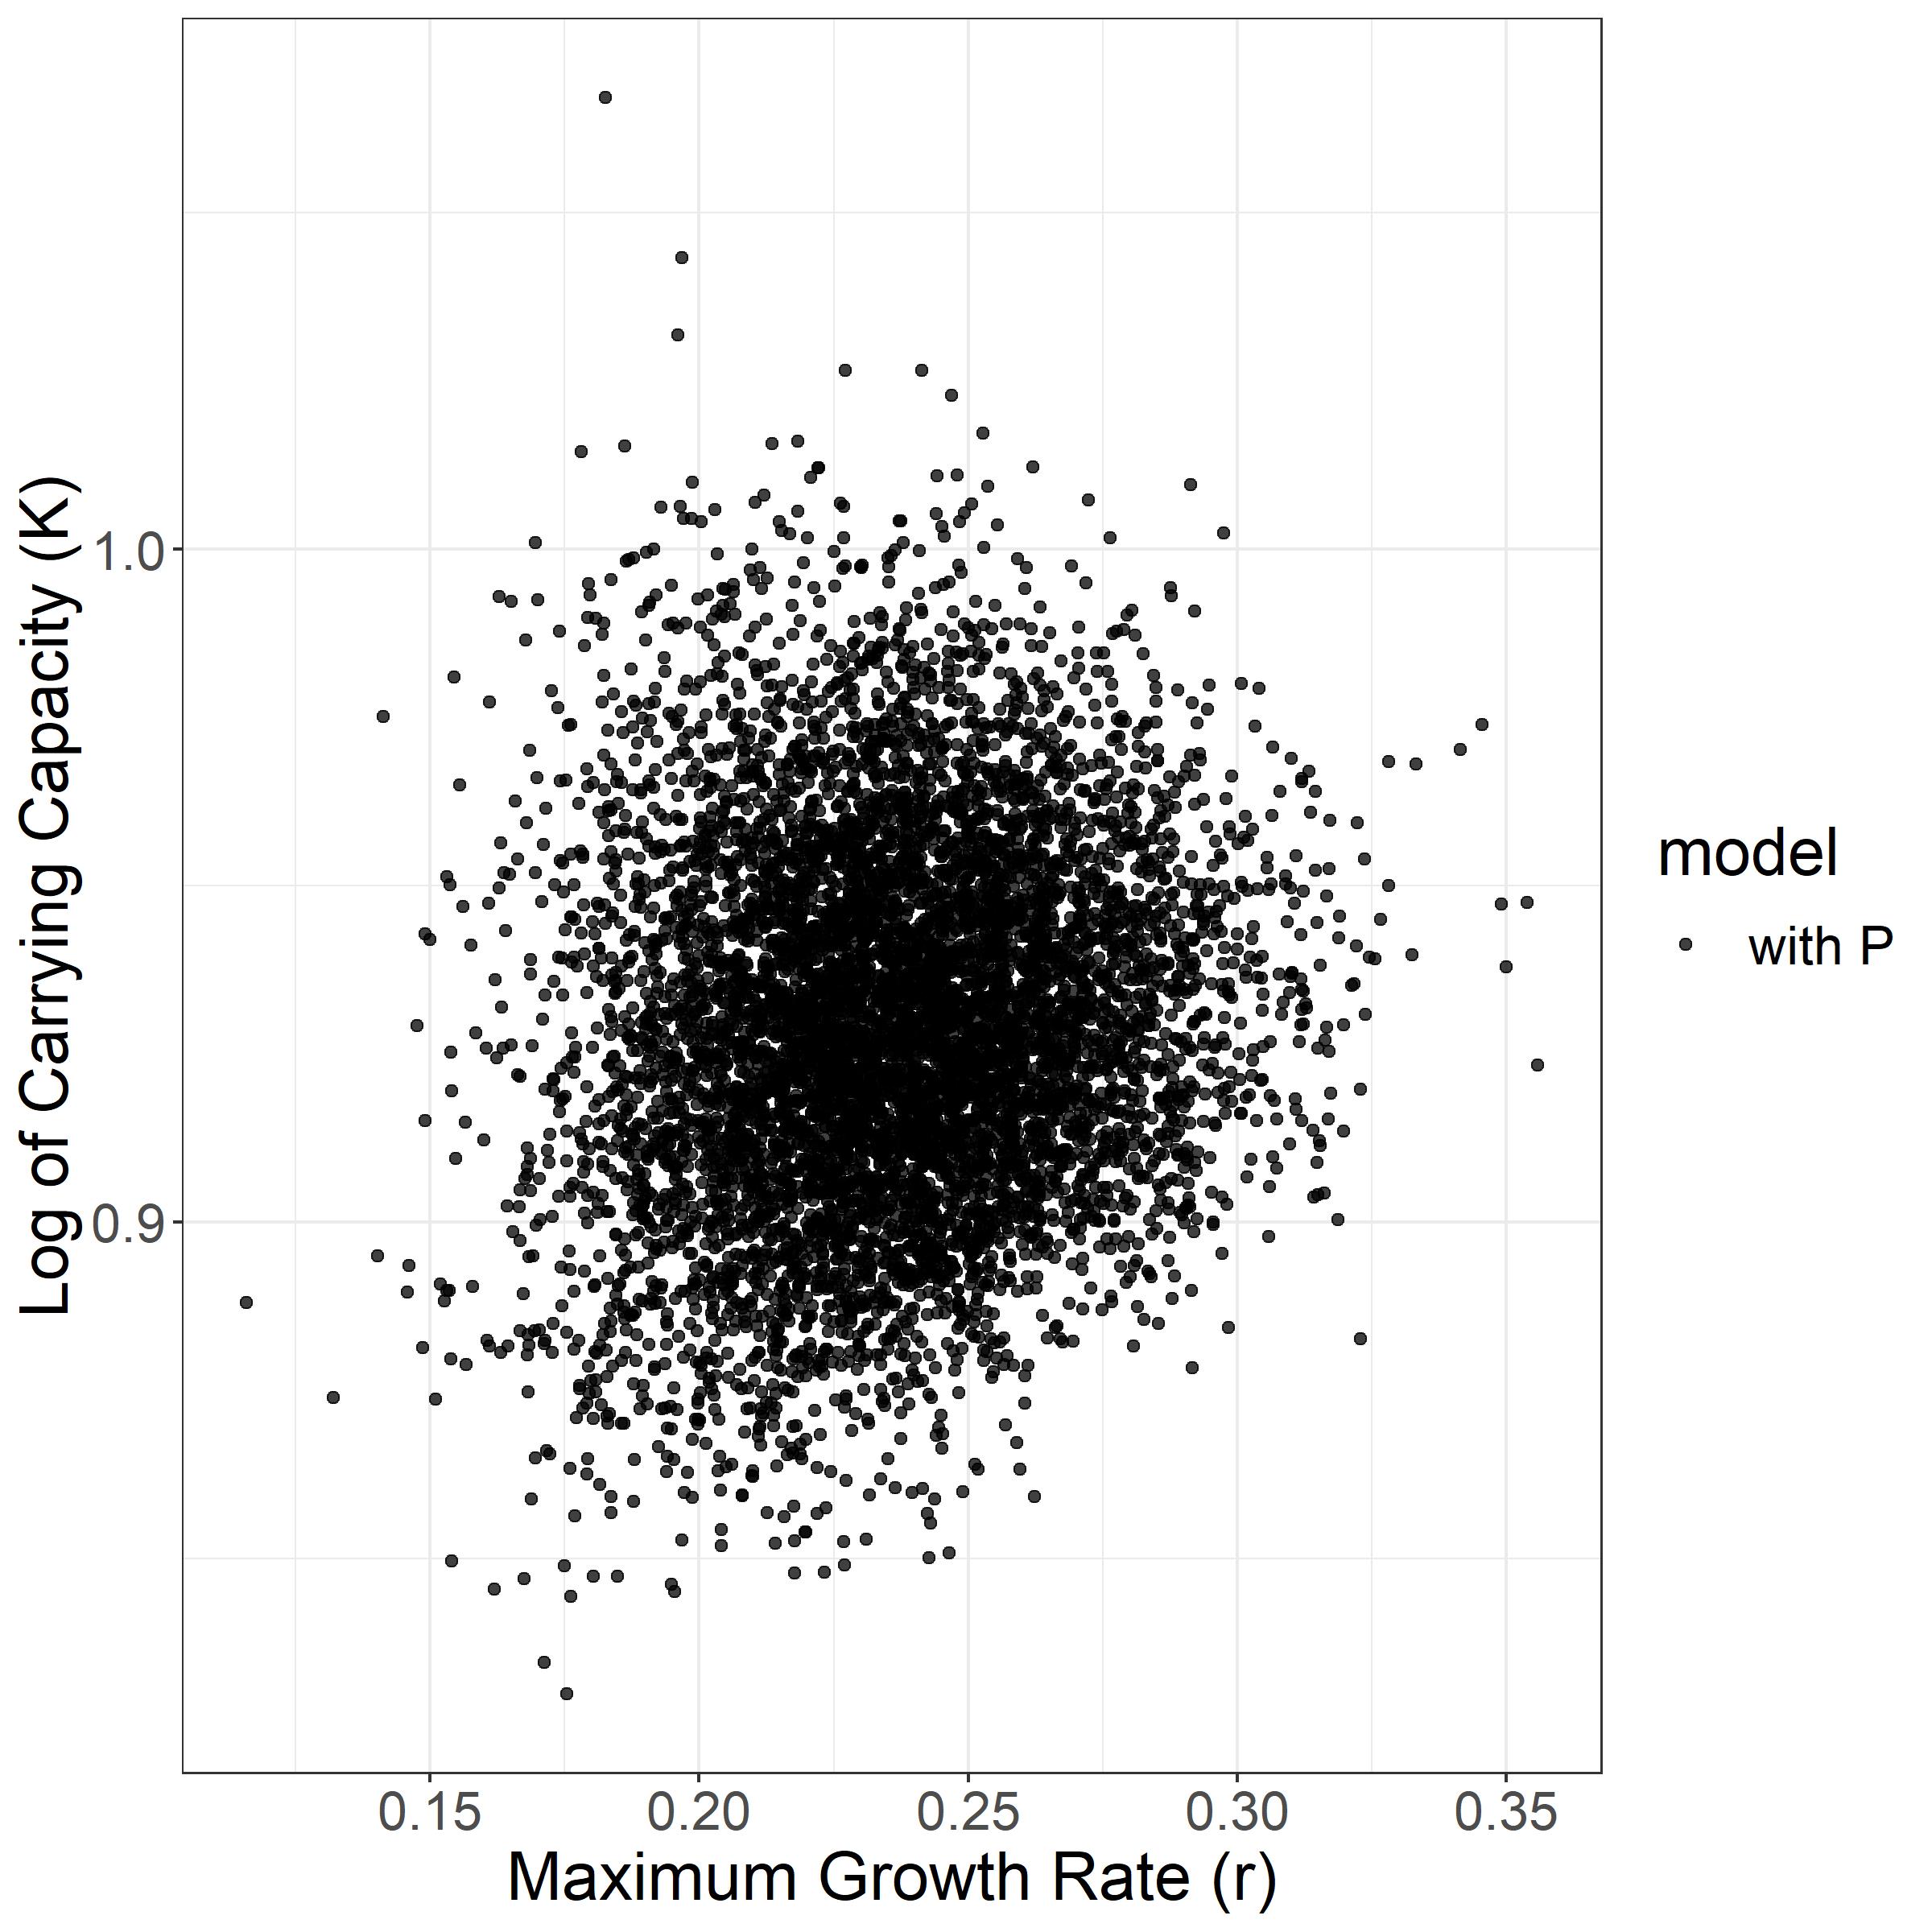 Log of Carrying Capacity (K)
1.0
0.9
0.15 0.20 0.25 0.30 0.35
Maximum Growth Rate (r)
model
with P